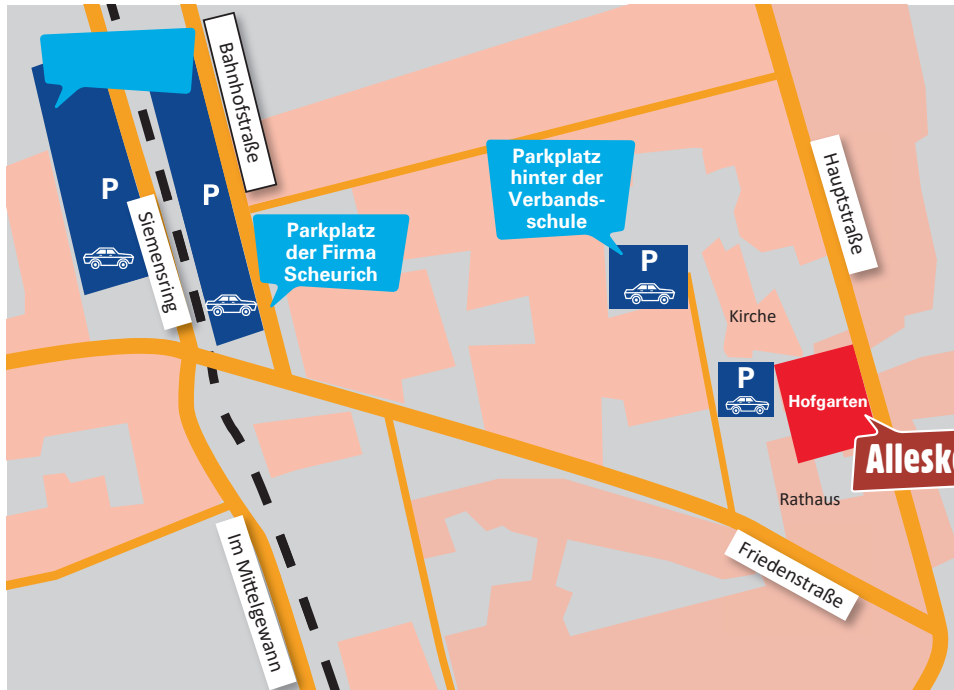 Bahnhofstraße
P
P
Siemensring
Parkplatz
der Firma
Scheurich
Parkplatz
hinter der
Verbands-
schule
P
Hauptstraße
Kirche
P
Hofgarten
Rathaus
Friedenstraße
Im Mittelgewann